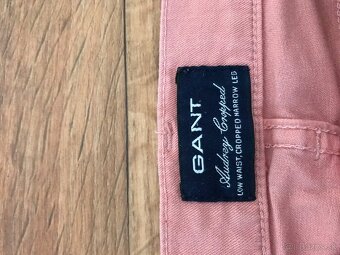 GANT
Audrey Cropped
LOW WAIST, CROPPED NARROW LEG